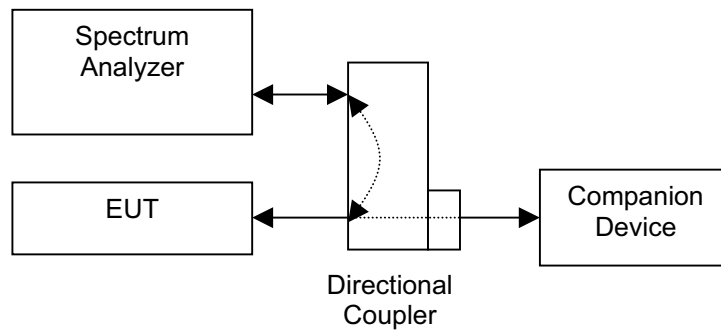 Spectrum
Analyzer
EUT
Companion
Device
Directional
Coupler